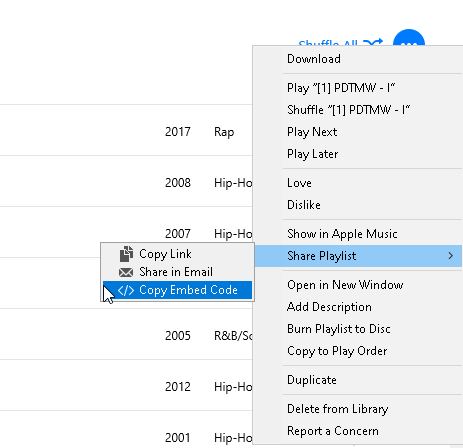 Shuffle All
Download
Play "[1] PDTMW - I"
Shuffle "[1] PDTMW - I"
Play Next
Play Later
Love
Dislike
Show in Apple Music
Share Playlist
Open in New Window
Add Description
Burn Playlist to Disc
Copy to Play Order
Duplicate
Delete from Library
Report a Concern
Copy Link
Share in Email
Copy Embed Code
2017 Rap
2008 Hip-Ho
2007 Hip-Ho
2005 R&B/So
2012 Hip-Ho
2001 Hip-Ho